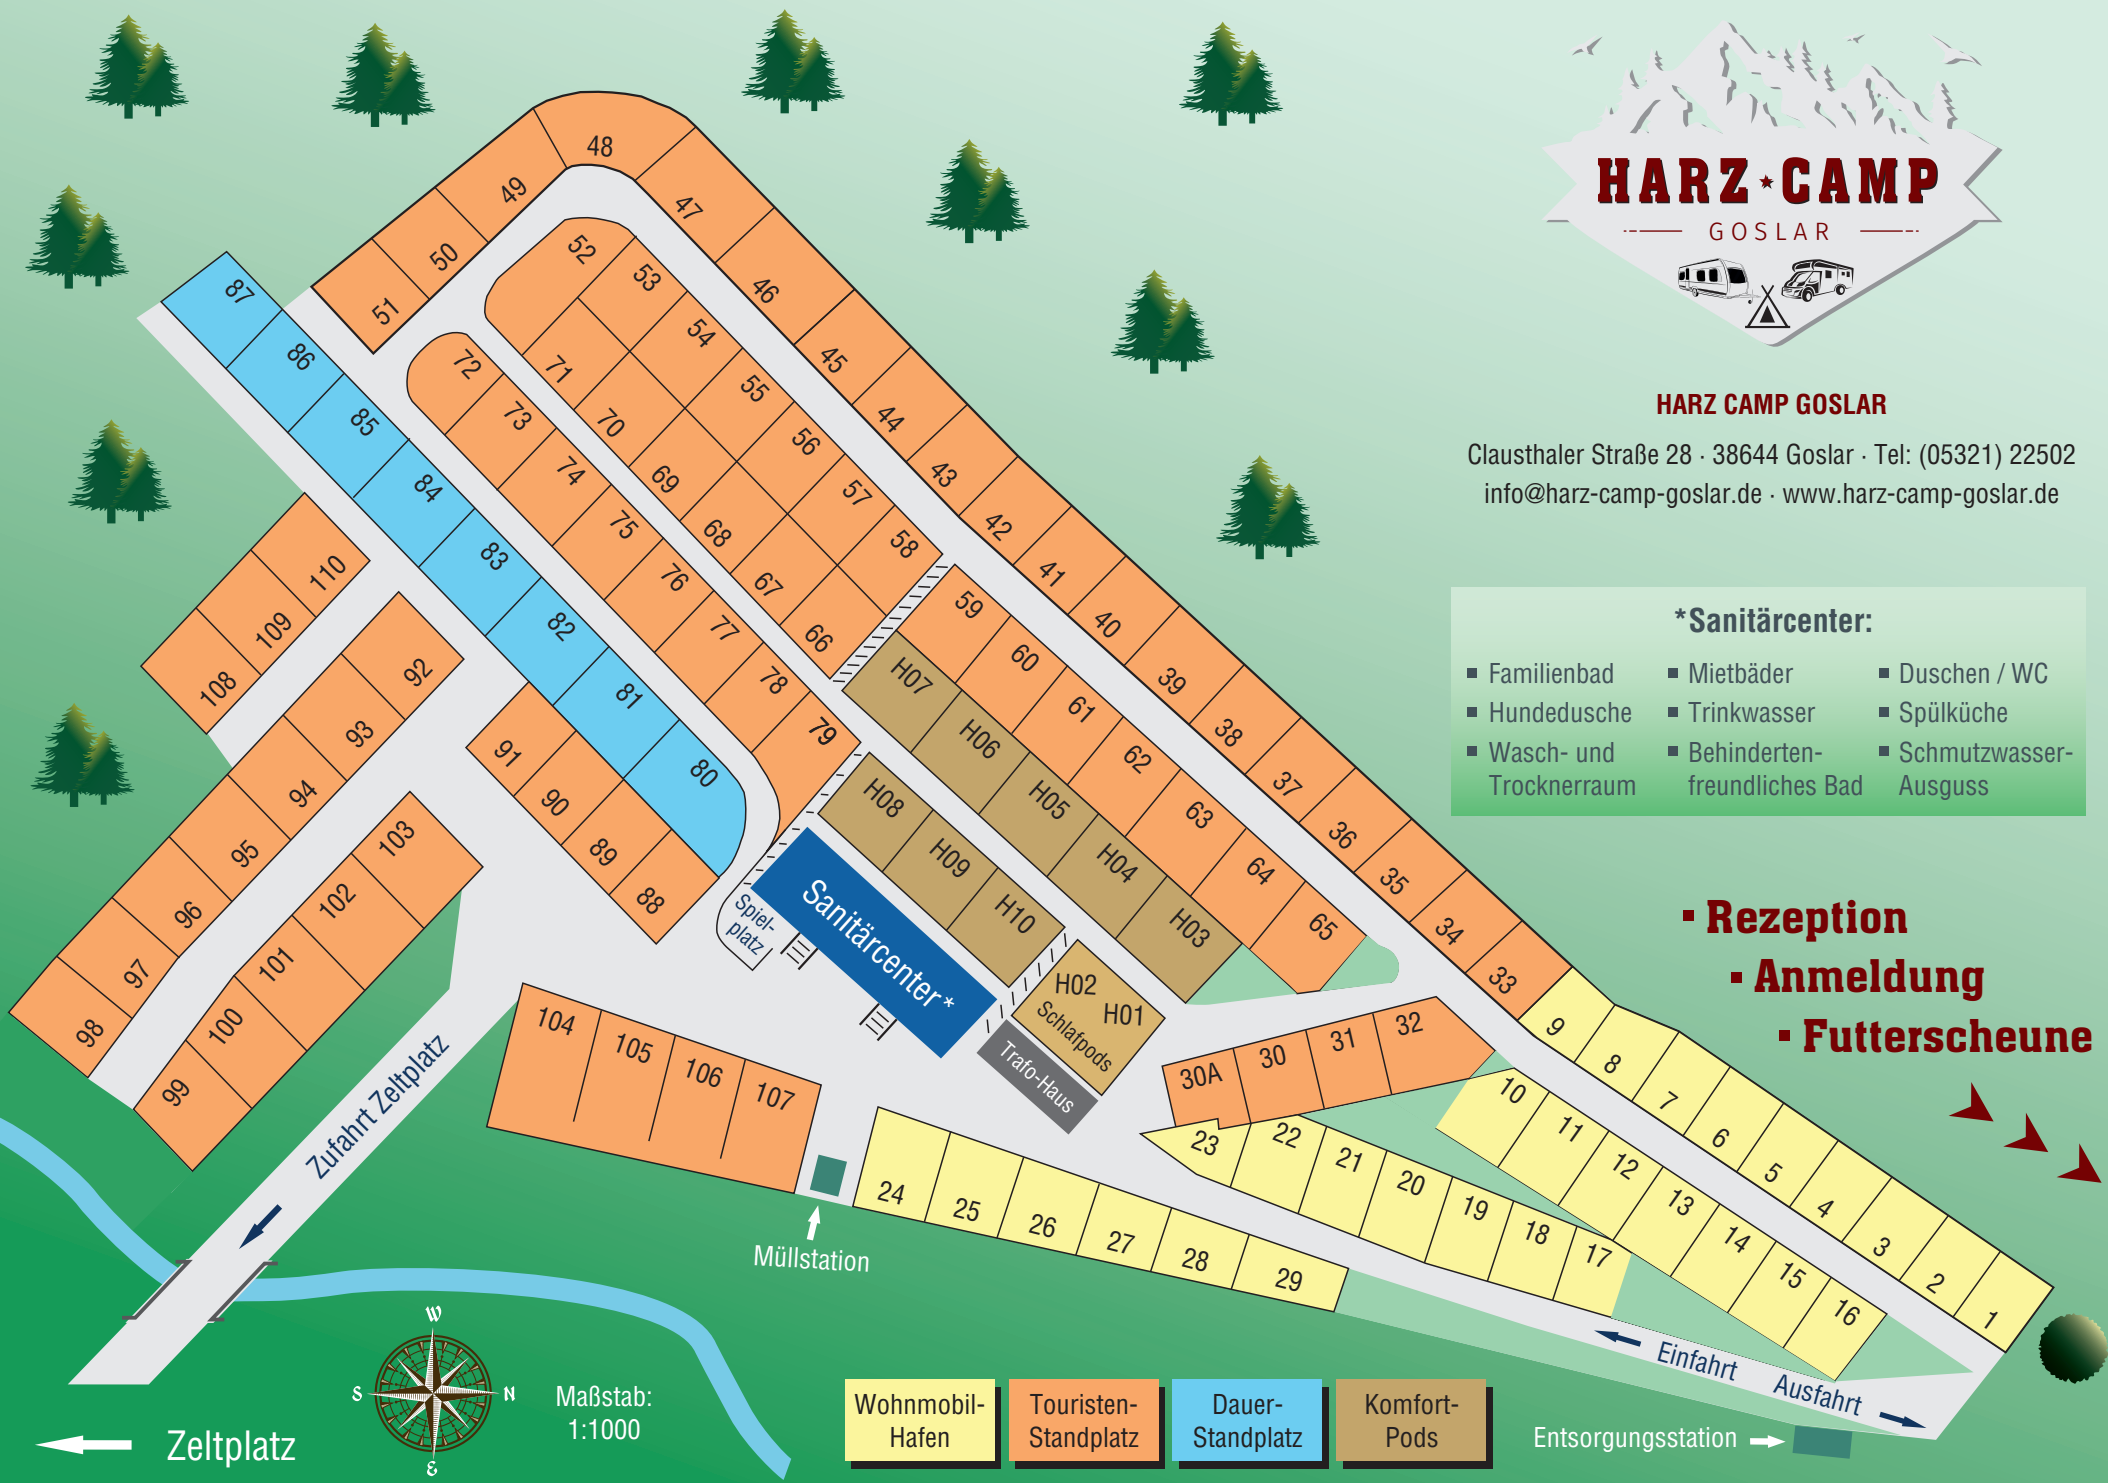 HARZ CAMP
GOSLAR
HARZ CAMP GOSLAR
Clausthaler Straße 28 · 38644 Goslar · Tel: (05321) 22502
info@harz-camp-goslar.de · www.harz-camp-goslar.de
*Sanitärcenter:
Familienbad
Hundedusche
Wasch- und
Trocknerraum
Mietbäder
Trinkwasser
Behinderten-
freundliches Bad
Duschen / WC
Spülküche
Schmutzwasser-
Ausguss
Rezeption
Anmeldung
Futterscheune
48
49
50
51
47
46
45
44
43
42
41
40
39
38
37
36
35
34
33
52
53
54
55
56
57
58
71
70
69
68
67
66
72
73
74
75
76
77
78
79
87
86
85
84
83
82
81
80
59
60
61
62
63
64
65
H07
H06
H05
H04
H03
H08
H09
H10
H02
H01
Schlafpods
Trafo-Haus
Sanitärcenter*
Spiel-
platz
110
109
108
92
93
94
95
96
97
98
91
90
89
88
103
102
101
100
99
104
105
106
107
30A
30
31
32
9
8
7
6
5
4
3
2
1
10
11
12
13
14
15
16
23
22
21
20
19
18
17
24
25
26
27
28
29
Zufahrt Zeltplatz
Müllstation
Einfahrt
Ausfahrt
Entsorgungsstation
W
S
N
E
Maßstab:
1:1000
Zeltplatz
Wohnmobil-
Hafen
Touristen-
Standplatz
Dauer-
Standplatz
Komfort-
Pods